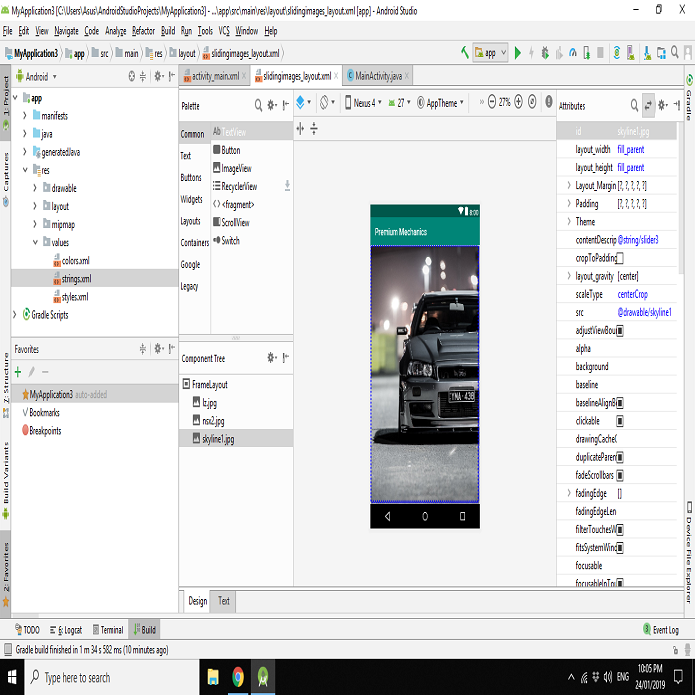 MyApplication3 [C:\Users\Asus\AndroidStudioProjects\MyApplication3] - ...\app\src\main\res\layout\slidingimages_layout.xml [app] - Android Studio
File Edit View Navigate Code Analyze Refactor Build Run Tools VCS Window Help
MyApplication3 app src main res layout slidingimages_layout.xml app
Android
activity_main.xml slidingimages_layout.xml MainActivity.java
1: Project
Captures
Z: Structure
Build Variants
2: Favorites
app
manifests
java
generatedJava
res
drawable
layout
mipmap
values
colors.xml
strings.xml
styles.xml
Gradle Scripts
Favorites
MyApplication3 auto-added
Bookmarks
Breakpoints
Palette
Common
Text
Buttons
Widgets
Layouts
Containers
Google
Legacy
Ab TextView
Button
ImageView
RecyclerView
<fragment>
ScrollView
Switch
Component Tree
FrameLayout
lz.jpg
nsx2.jpg
skyline1.jpg
Nexus 4 27 AppTheme 27%
8:00
Premium Mechanics
Design Text
Attributes
id skyline1.jpg
layout_width fill_parent
layout_height fill_parent
Layout_Margin [?, ?, ?, ?, ?]
Padding [?, ?, ?, ?, ?]
Theme
contentDescrip @string/slider3
cropToPadding
layout_gravity [center]
scaleType centerCrop
src @drawable/skyline1
adjustViewBou
alpha
background
baseline
baselineAlignB
clickable
drawingCache
duplicateParen
fadeScrollbars
fadingEdge []
fadingEdgeLen
filterTouchesW
fitsSystemWind
focusable
focusableInTou
Gradle
Device File Explorer
TODO 6: Logcat Terminal Build Event Log
Gradle build finished in 1 m 34 s 582 ms (10 minutes ago)
Type here to search
ENG
10:05 PM
24/01/2019